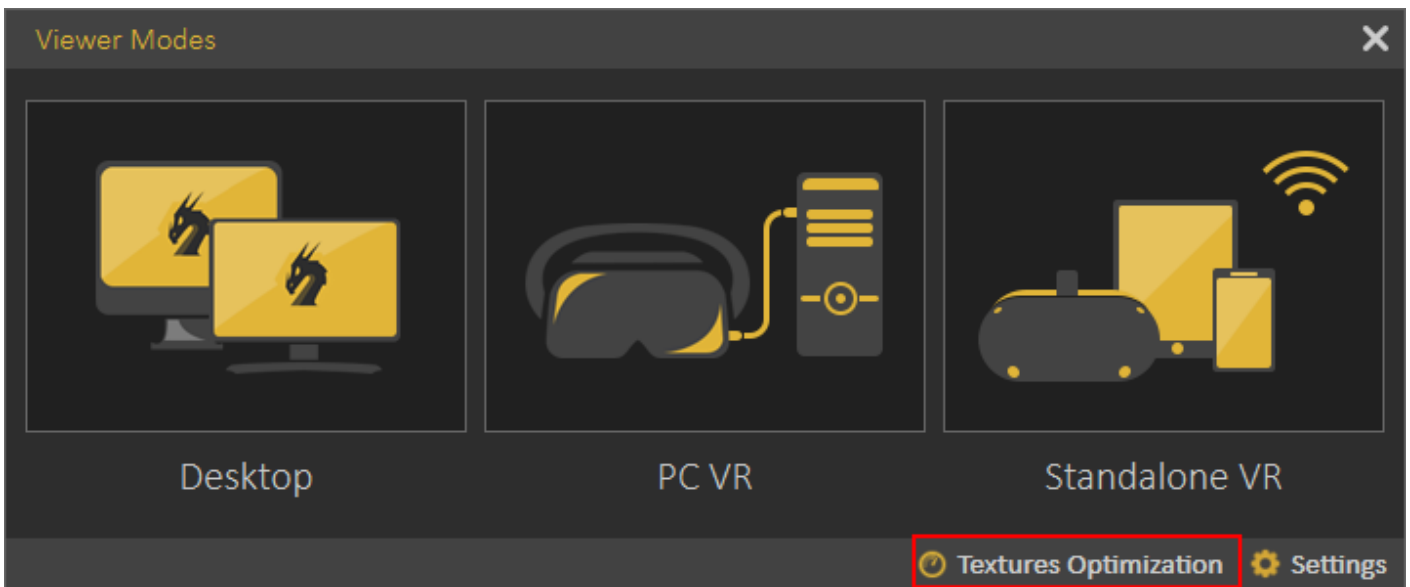 Viewer Modes
Desktop
PC VR
Standalone VR
Textures Optimization
Settings